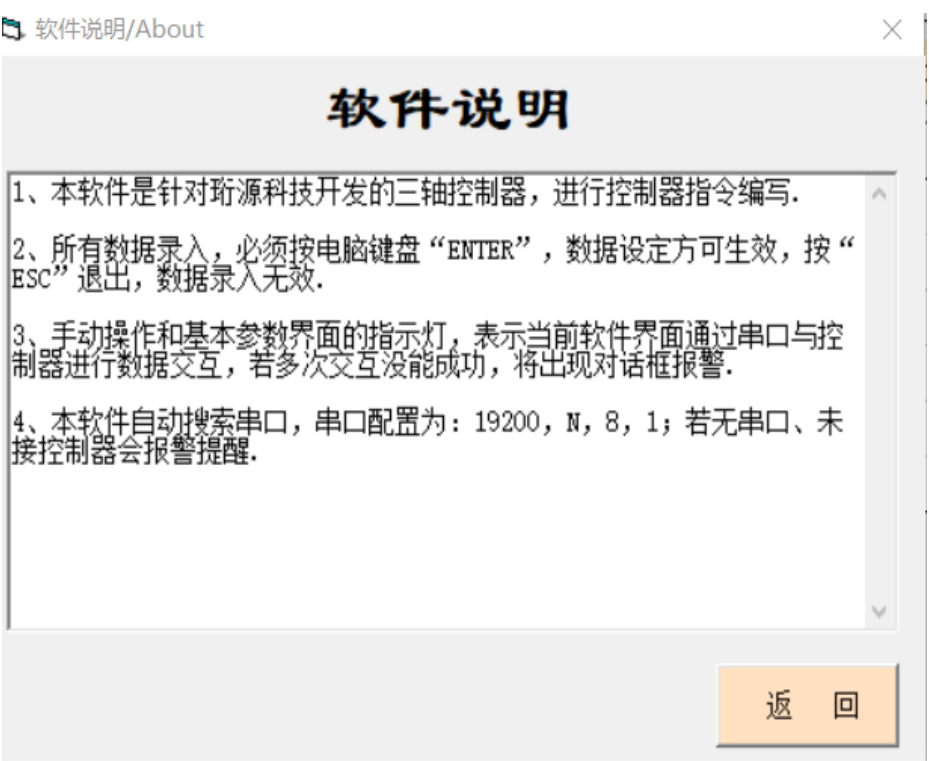 软件说明/About
软件说明
1、本软件是针对珩源科技开发的三轴控制器，进行控制器指令编写.
2、所有数据录入，必须按电脑键盘“ENTER”，数据设定方可生效，按“
ESC”退出，数据录入无效.
3、手动操作和基本参数界面的指示灯，表示当前软件界面通过串口与控
制器进行数据交互，若多次交互没能成功，将出现对话框报警.
4、本软件自动搜索串口，串口配置为：19200，N，8，1；若无串口、未
接控制器会报警提醒.
返 回